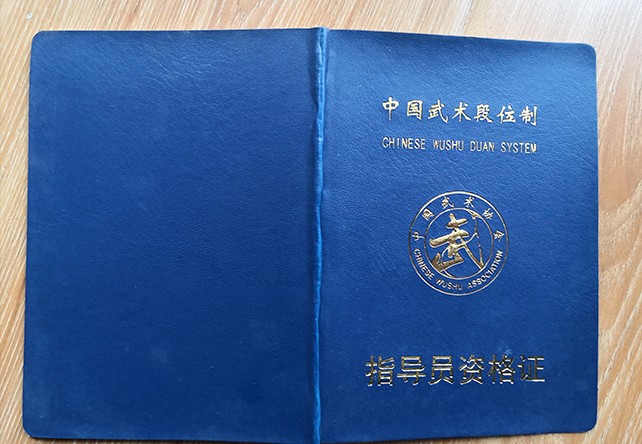 中国武术段位制
CHINESE WUSHU DUAN SYSTEM
中国武术协会
武
CHINESE WUSHU ASSOCIATION
指导员资格证